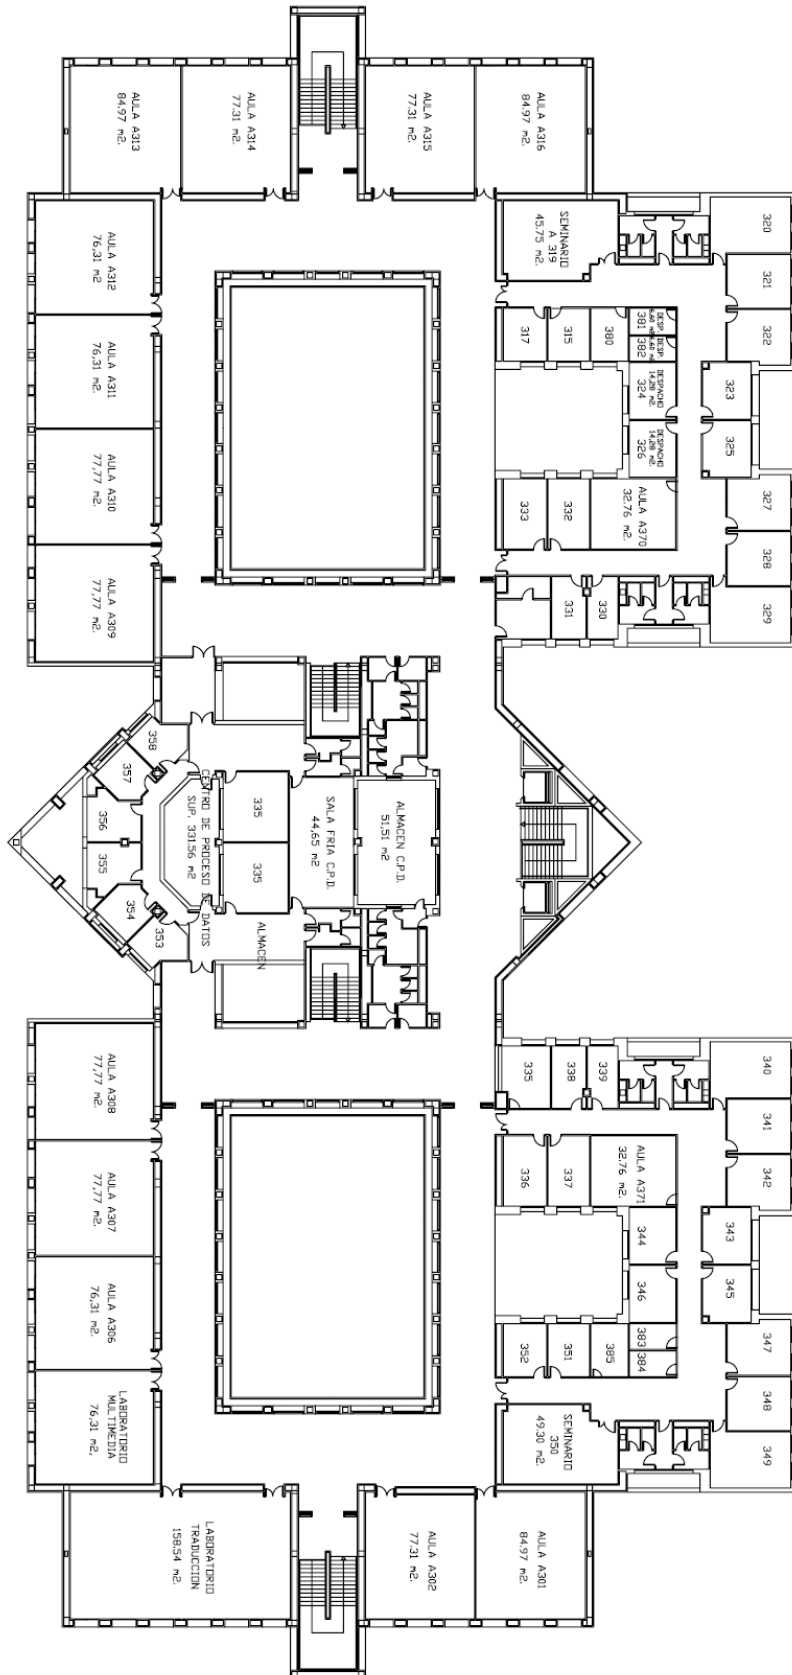 AULA A313
84,97 m2.
AULA A314
77.31 m2.
AULA A315
77.31 m2.
AULA A316
84.97 m2.
AULA A312
76,31 m2
SEMINARIO
A 319
45.75 m2.
320
321
322
AULA A311
76,31 m2.
317
315
380
DESP.
381
6,60 m2.
DESP.
382
6,60 m2
DESPACHO
324
14.28 m2.
DESPACHO
326
14.28 m2.
323
325
AULA A310
77,77 m2.
333
332
AULA A370
32.76 m2.
327
328
329
AULA A309
77,77 m2.
331
330
358
357
356
355
354
353
CENTRO DE PROCESO DE DATOS
SUP. 331.56 m2
335
335
SALA FRIA C.P.D.
44,65 m2
ALMACEN C.P.D.
51,51 m2
ALMACEN
AULA A308
77,77 m2.
335
338
339
340
341
342
AULA A307
77,77 m2.
336
337
AULA A371
32.76 m2.
344
346
343
345
AULA A306
76,31 m2.
352
351
385
383
384
347
348
349
LABORATORIO
MULTIMEDIA
76,31 m2,
SEMINARIO
350
49.30 m2.
LABORATORIO
TRADUCCION
158.54 m2.
AULA A302
77.31 m2.
AULA A301
84.97 m2.